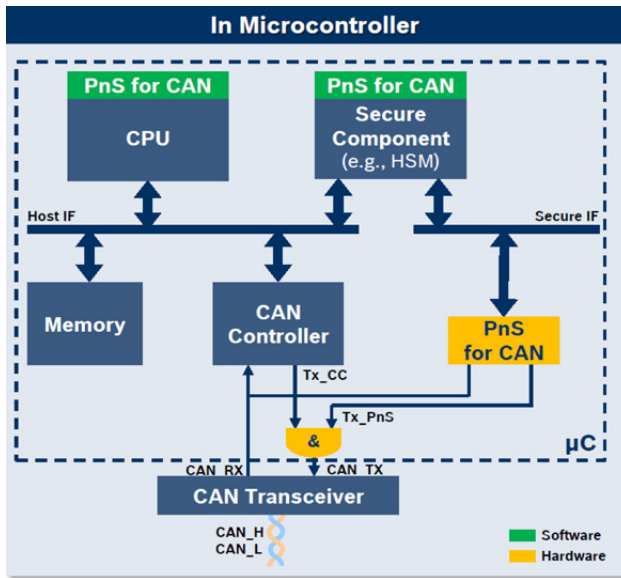 In Microcontroller
PnS for CAN
CPU
PnS for CAN
Secure
Component
(e.g., HSM)
Host IF
Secure IF
Memory
CAN
Controller
PnS
for CAN
Tx_CC
Tx_PnS
&
µC
CAN_RX
CAN_TX
CAN Transceiver
CAN_H
CAN_L
Software
Hardware